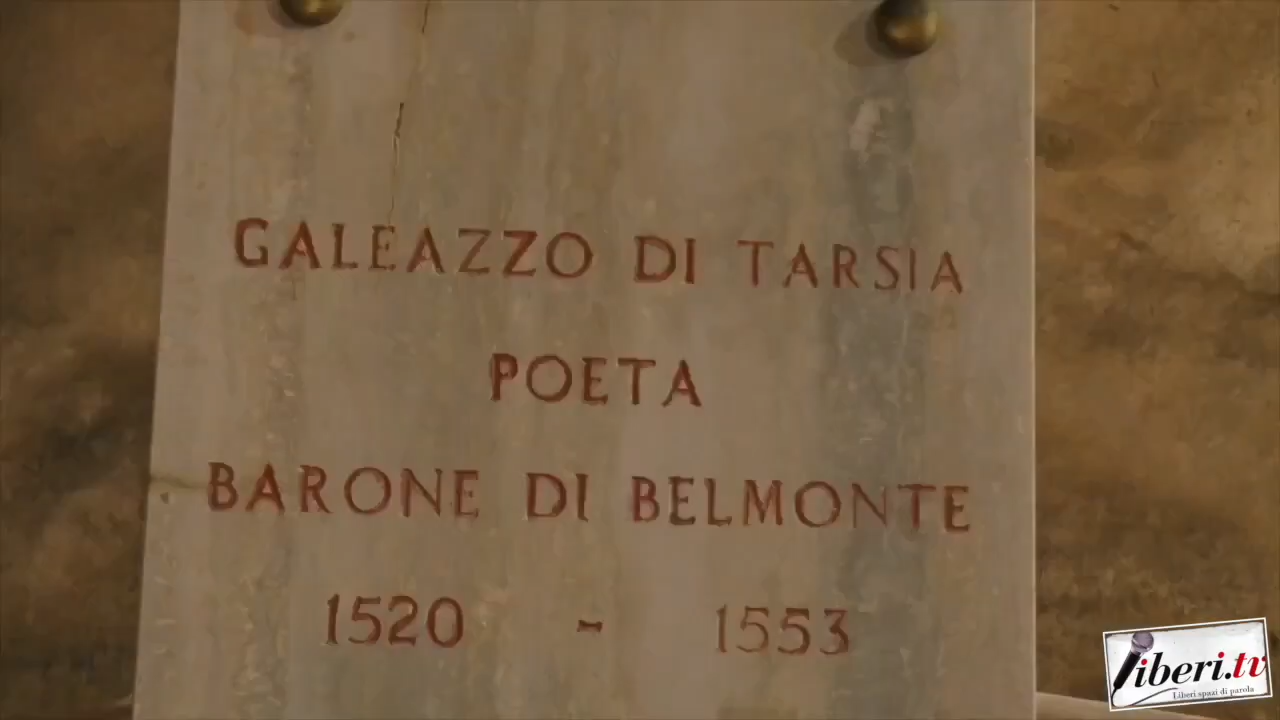 GALEAZZO DI TARSIA
POETA
BARONE DI BELMONTE
1520 - 1553
liberi.tv
Liberi spazi di parola